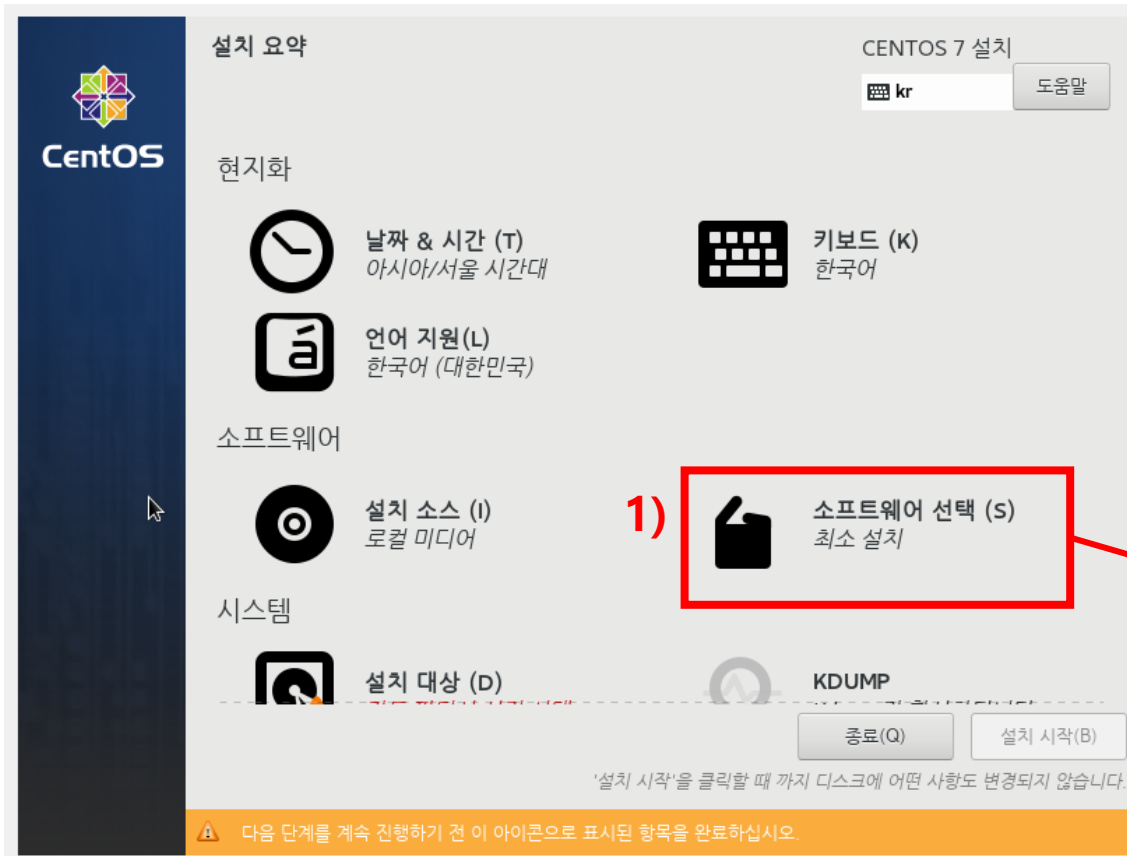 설치 요약
CENTOS 7 설치
kr
도움말
CentOS
현지화
날짜 & 시간 (T)
아시아/서울 시간대
키보드 (K)
한국어
á
언어 지원(L)
한국어 (대한민국)
소프트웨어
설치 소스 (I)
로컬 미디어
1)
소프트웨어 선택 (S)
최소 설치
시스템
설치 대상 (D)
KDUMP
종료(Q)
설치 시작(B)
'설치 시작'을 클릭할 때 까지 디스크에 어떤 사항도 변경되지 않습니다.
다음 단계를 계속 진행하기 전 이 아이콘으로 표시된 항목을 완료하십시오.